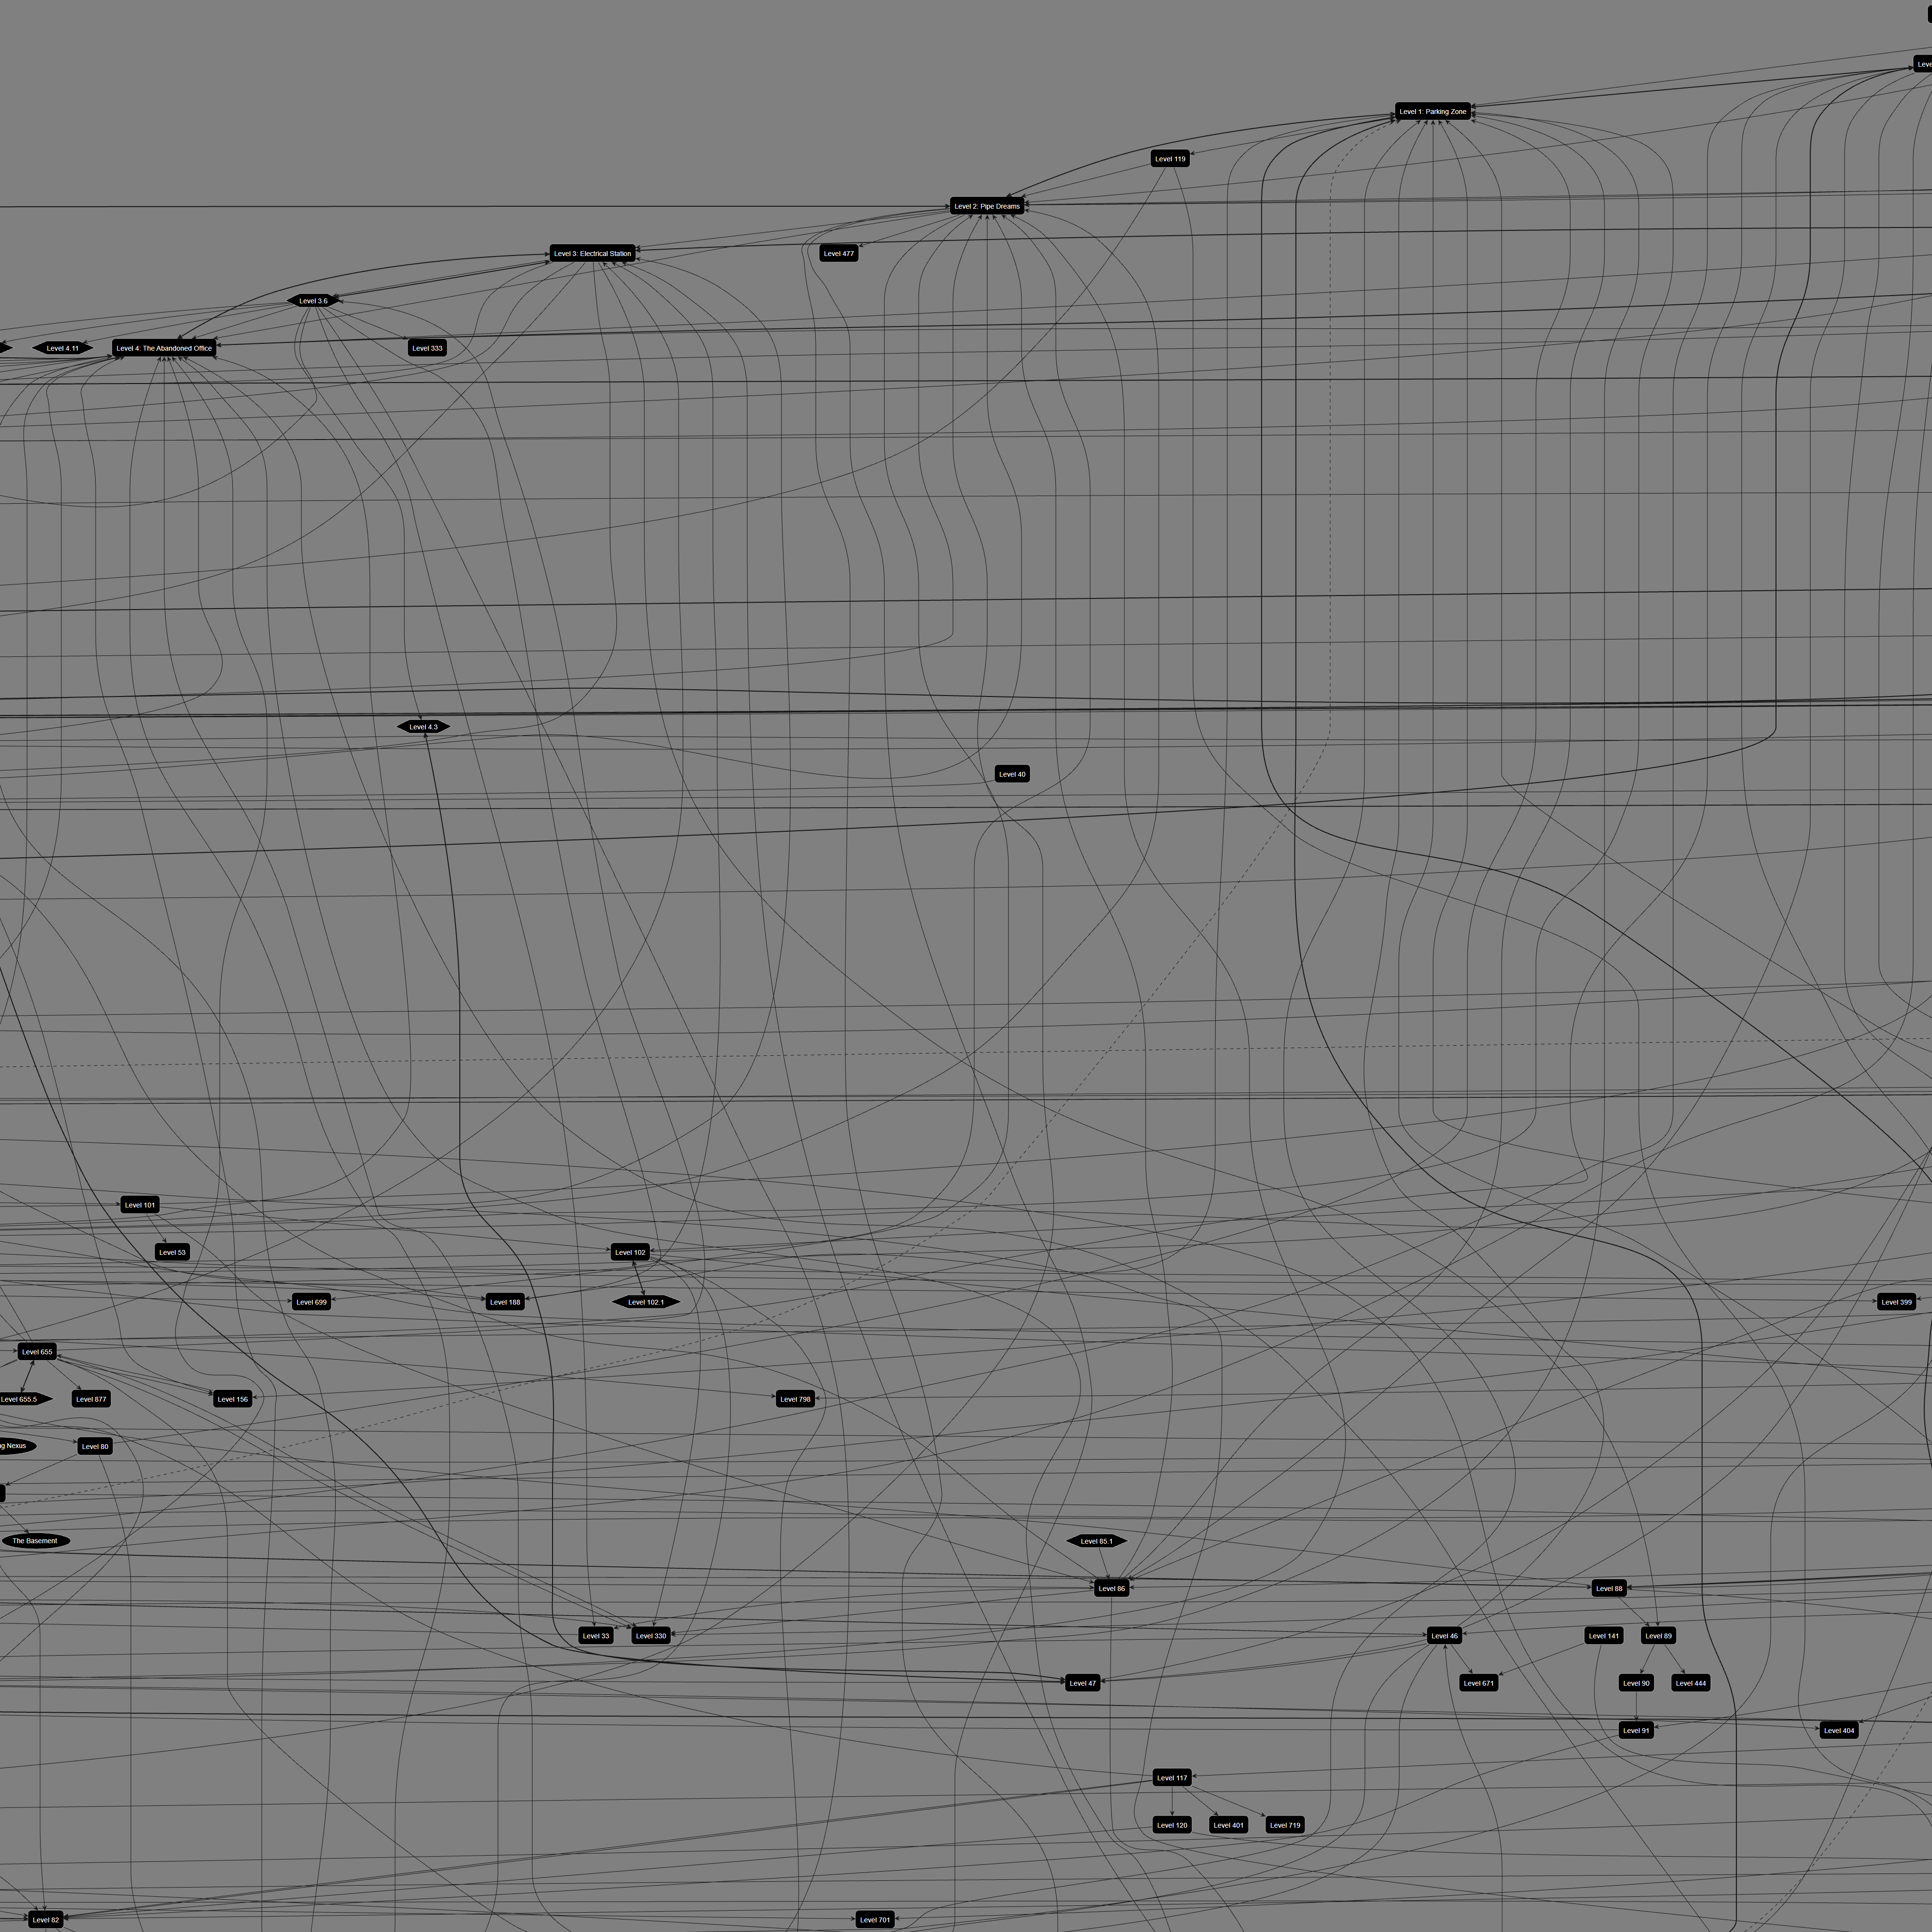 Leve
Level 1: Parking Zone
Level 119
Level 2: Pipe Dreams
Level 3: Electrical Station
Level 477
Level 3.6
Level 4.11
Level 4: The Abandoned Office
Level 333
Level 4.3
Level 40
Level 101
Level 53
Level 102
Level 699
Level 188
Level 102.1
Level 399
Level 655
Level 655.5
Level 877
Level 156
Level 798
g Nexus
Level 80
The Basement
Level 85.1
Level 86
Level 88
Level 33
Level 330
Level 46
Level 141
Level 89
Level 47
Level 671
Level 90
Level 444
Level 91
Level 404
Level 117
Level 120
Level 401
Level 719
Level 82
Level 701